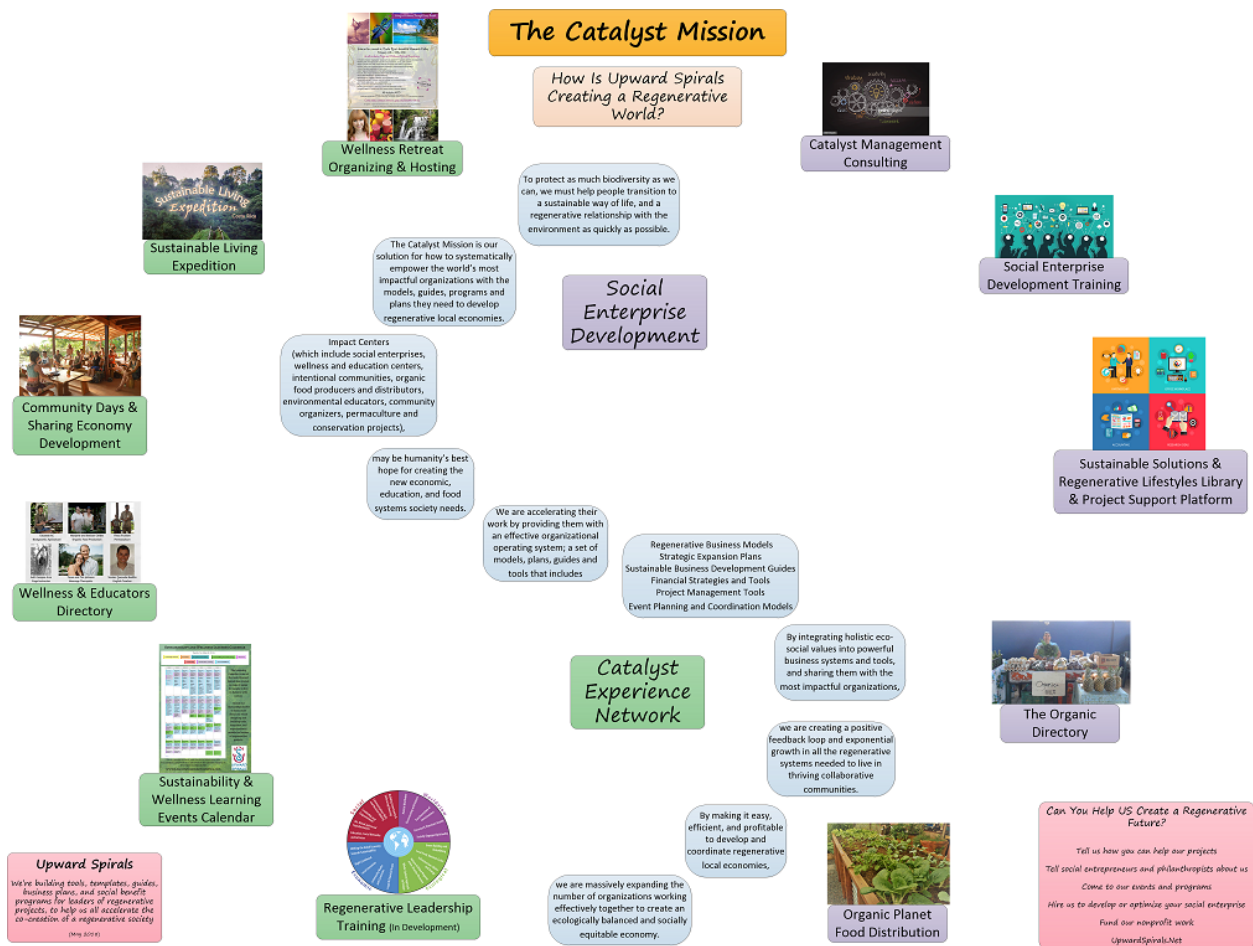 The Catalyst Mission
How Is Upward Spirals
Creating a Regenerative
World?
Wellness Retreat
Organizing & Hosting
Catalyst Management
Consulting
Sustainable Living
Expedition
Costa Rica
Sustainable Living
Expedition
To protect as much biodiversity as we
can, we must help people transition to
a sustainable way of life, and a
regenerative relationship with the
environment as quickly as possible.
Social Enterprise
Development Training
The Catalyst Mission is our
solution for how to systematically
empower the world's most
impactful organizations with the
models, guides, programs and
plans they need to develop
regenerative local economies.
Social
Enterprise
Development
Impact Centers
(which include social enterprises,
wellness and education centers,
intentional communities, organic
food producers and distributors,
environmental educators, community
organizers, permaculture and
conservation projects),
Community Days &
Sharing Economy
Development
may be humanity's best
hope for creating the
new economic,
education, and food
systems society needs.
Sustainable Solutions &
Regenerative Lifestyles Library
& Project Support Platform
We are accelerating their
work by providing them with
an effective organizational
operating system; a set of
models, plans, guides and
tools that includes
Regenerative Business Models
Strategic Expansion Plans
Sustainable Business Development Guides
Financial Strategies and Tools
Project Management Tools
Event Planning and Coordination Models
Wellness & Educators
Directory
By integrating holistic eco-
social values into powerful
business systems and tools,
and sharing them with the
most impactful organizations,
Catalyst
Experience
Network
Organic
The Organic
Directory
we are creating a positive
feedback loop and exponential
growth in all the regenerative
systems needed to live in
thriving collaborative
communities.
Sustainability &
Wellness Learning
Events Calendar
By making it easy,
efficient, and profitable
to develop and
coordinate regenerative
local economies,
we are massively expanding the
number of organizations working
effectively together to create an
ecologically balanced and socially
equitable economy.
Regenerative Leadership
Training (In Development)
Organic Planet
Food Distribution
Upward Spirals
We're building tools, templates, guides,
business plans, and social benefit
programs for leaders of regenerative
projects, to help us all accelerate the
co-creation of a regenerative society
Can You Help US Create a Regenerative
Future?
Tell us how you can help our projects
Tell social entrepreneurs and philanthropists about us
Come to our events and programs
Hire us to develop or optimize your social enterprise
Fund our nonprofit work
UpwardSpirals.Net